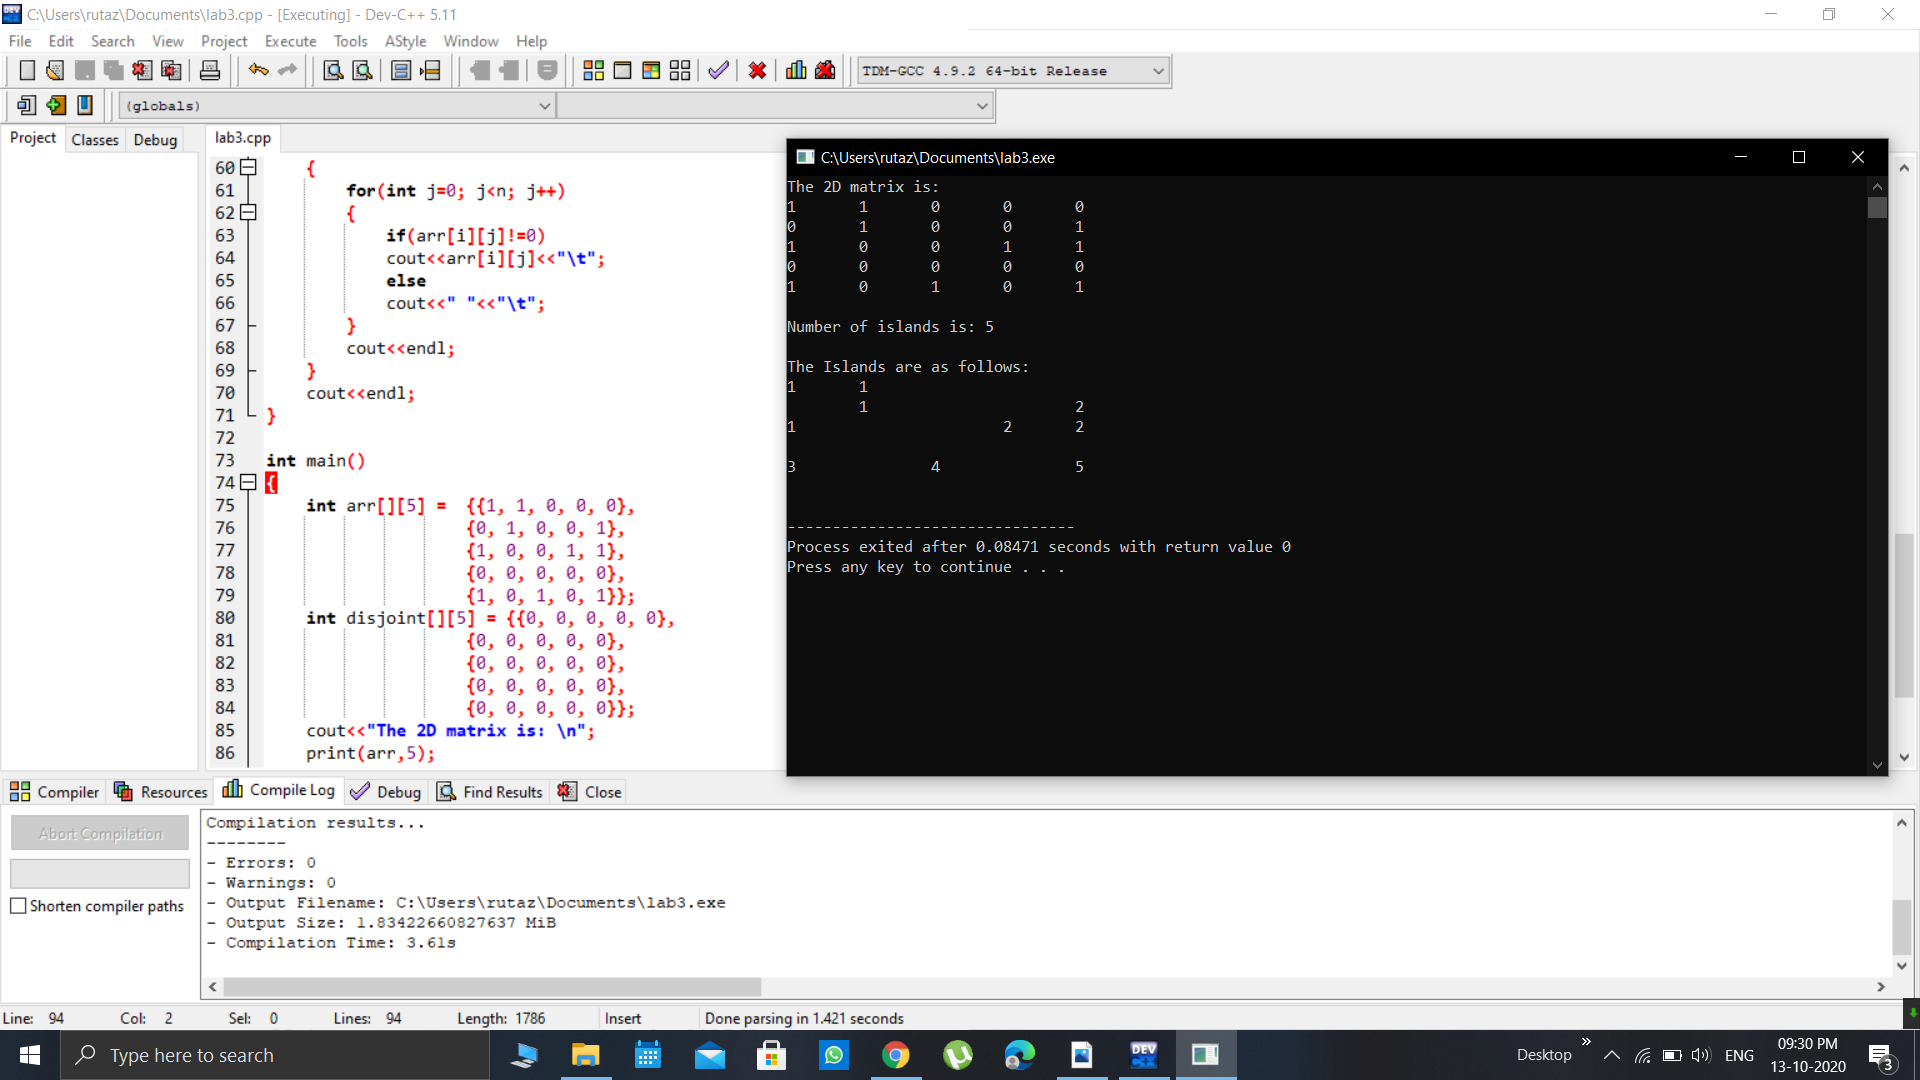 C:\Users\rutaz\Documents\lab3.cpp - [Executing] - Dev-C++ 5.11
File Edit Search View Project Execute Tools AStyle Window Help
TDM-GCC 4.9.2 64-bit Release
(globals)
Project Classes Debug
lab3.cpp
60 {
61 for(int j=0; j<n; j++)
62 {
63 if(arr[i][j]!=0)
64 cout<<arr[i][j]<<"\t";
65 else
66 cout<<" "<<"\t";
67 }
68 cout<<endl;
69 }
70 cout<<endl;
71 }
72
73 int main()
74 {
75 int arr[][5] = {{1, 1, 0, 0, 0},
76 {0, 1, 0, 0, 1},
77 {1, 0, 0, 1, 1},
78 {0, 0, 0, 0, 0},
79 {1, 0, 1, 0, 1}};
80 int disjoint[][5] = {{0, 0, 0, 0, 0},
81 {0, 0, 0, 0, 0},
82 {0, 0, 0, 0, 0},
83 {0, 0, 0, 0, 0},
84 {0, 0, 0, 0, 0}};
85 cout<<"The 2D matrix is: \n";
86 print(arr,5);
C:\Users\rutaz\Documents\lab3.exe
The 2D matrix is:
1 1 0 0 0
0 1 0 0 1
1 0 0 1 1
0 0 0 0 0
1 0 1 0 1
Number of islands is: 5
The Islands are as follows:
1 1
1 2
1 2 2
3 4 5
--------------------------------
Process exited after 0.08471 seconds with return value 0
Press any key to continue . . .
Compiler Resources Compile Log Debug Find Results Close
Abort Compilation
Shorten compiler paths
Compilation results...
--------
- Errors: 0
- Warnings: 0
- Output Filename: C:\Users\rutaz\Documents\lab3.exe
- Output Size: 1.83422660827637 MiB
- Compilation Time: 3.61s
Line: 94 Col: 2 Sel: 0 Lines: 94 Length: 1786 Insert Done parsing in 1.421 seconds
Type here to search
DEV
Desktop » ENG
09:30 PM
13-10-2020
3